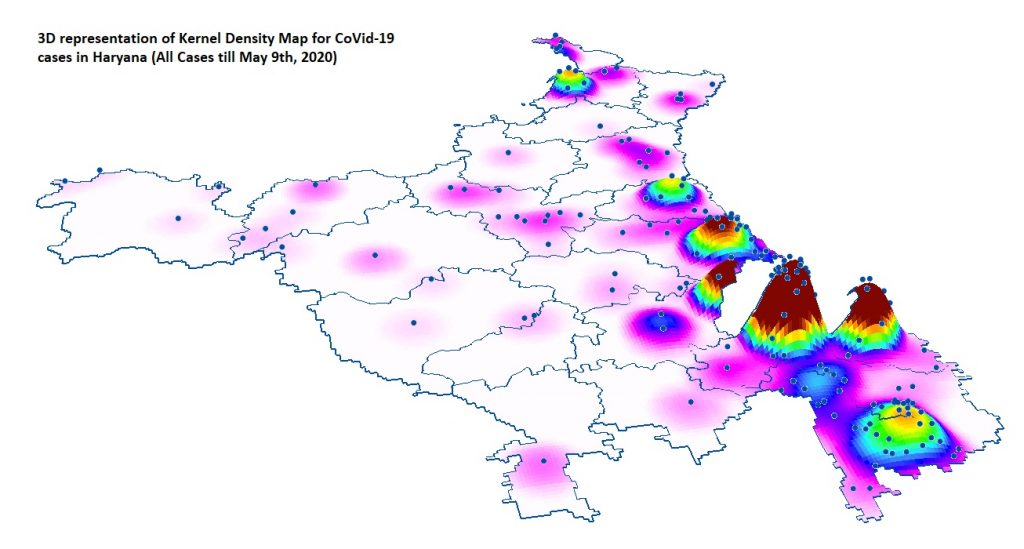 3D representation of Kernel Density Map for CoVid-19
cases in Haryana (All Cases till May 9th, 2020)